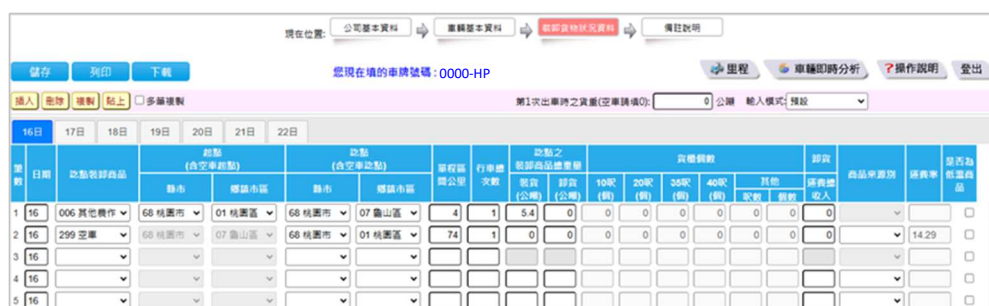 現在位置: 公司基本資料 車輛基本資料 裝卸貨物狀況資料 備註說明
儲存 列印 下載 您現在填的車牌號碼:0000-HP 里程 車輛即時分析 ?操作說明 登出
插入 刪除 複製 貼上 多筆複製 第1次出車時之貨重(空車請填0): 0 公噸 輸入模式: 預設
16日 17日 18日 19日 20日 21日 22日
筆數 日期 訖點裝卸商品 起點(含空車起點) 訖點(含空車訖點) 單程區間公里 行車總次數 訖點之裝卸商品總重量 貨櫃個數 卸貨 商品來源別 運費率 是否為低溫商品
縣市 鄉鎮市區 縣市 鄉鎮市區 裝貨(公噸) 卸貨(公噸) 10呎(個) 20呎(個) 35呎(個) 40呎(個) 其他 運費總收入
呎數 個數
1 16 006 其他農作 68 桃園市 01 桃園區 68 桃園市 07 龜山區 4 1 5.4 0 0 0 0 0 0 0 0
2 16 299 空車 68 桃園市 07 龜山區 68 桃園市 01 桃園區 74 1 0 0 0 0 0 0 0 0 0 14.29
3 16
4 16
5 16